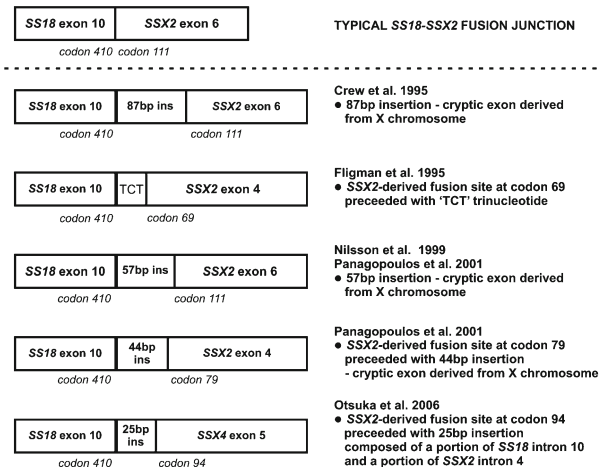 SS18 exon 10 SSX2 exon 6 TYPICAL SS18-SSX2 FUSION JUNCTION
codon 410 codon 111
Crew et al. 1995
SS18 exon 10 87bp ins SSX2 exon 6 ● 87bp insertion - cryptic exon derived
from X chromosome
codon 410 codon 111
Fligman et al. 1995
SS18 exon 10 TCT SSX2 exon 4 ● SSX2-derived fusion site at codon 69
preceeded with ‘TCT’ trinucleotide
codon 410 codon 69
Nilsson et al. 1999
Panagopoulos et al. 2001
SS18 exon 10 57bp ins SSX2 exon 6 ● 57bp insertion - cryptic exon derived
from X chromosome
codon 410 codon 111
Panagopoulos et al. 2001
SS18 exon 10 44bp ins SSX2 exon 4 ● SSX2-derived fusion site at codon 79
preceeded with 44bp insertion
- cryptic exon derived from X chromosome
codon 410 codon 79
Otsuka et al. 2006
SS18 exon 10 25bp ins SSX4 exon 5 ● SSX2-derived fusion site at codon 94
preceeded with 25bp insertion
composed of a portion of SS18 intron 10
and a portion of SSX2 intron 4
codon 410 codon 94